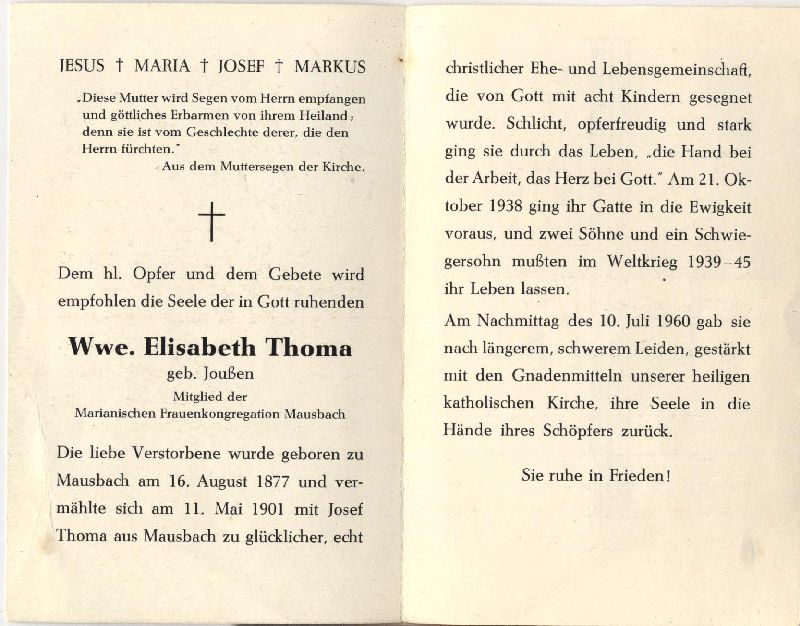 JESUS † MARIA † JOSEF † MARKUS
„Diese Mutter wird Segen vom Herrn empfangen
und göttliches Erbarmen von ihrem Heiland;
denn sie ist vom Geschlechte derer, die den
Herrn fürchten."
Aus dem Muttersegen der Kirche.
Dem hl. Opfer und dem Gebete wird
empfohlen die Seele der in Gott ruhenden
Wwe. Elisabeth Thoma
geb. Joußen
Mitglied der
Marianischen Frauenkongregation Mausbach
Die liebe Verstorbene wurde geboren zu
Mausbach am 16. August 1877 und ver-
mählte sich am 11. Mai 1901 mit Josef
Thoma aus Mausbach zu glücklicher, echt
christlicher Ehe- und Lebensgemeinschaft,
die von Gott mit acht Kindern gesegnet
wurde. Schlicht, opferfreudig und stark
ging sie durch das Leben, „die Hand bei
der Arbeit, das Herz bei Gott." Am 21. Ok-
tober 1938 ging ihr Gatte in die Ewigkeit
voraus, und zwei Söhne und ein Schwie-
gersohn mußten im Weltkrieg 1939–45
ihr Leben lassen.
Am Nachmittag des 10. Juli 1960 gab sie
nach längerem, schwerem Leiden, gestärkt
mit den Gnadenmitteln unserer heiligen
katholischen Kirche, ihre Seele in die
Hände ihres Schöpfers zurück.
Sie ruhe in Frieden!